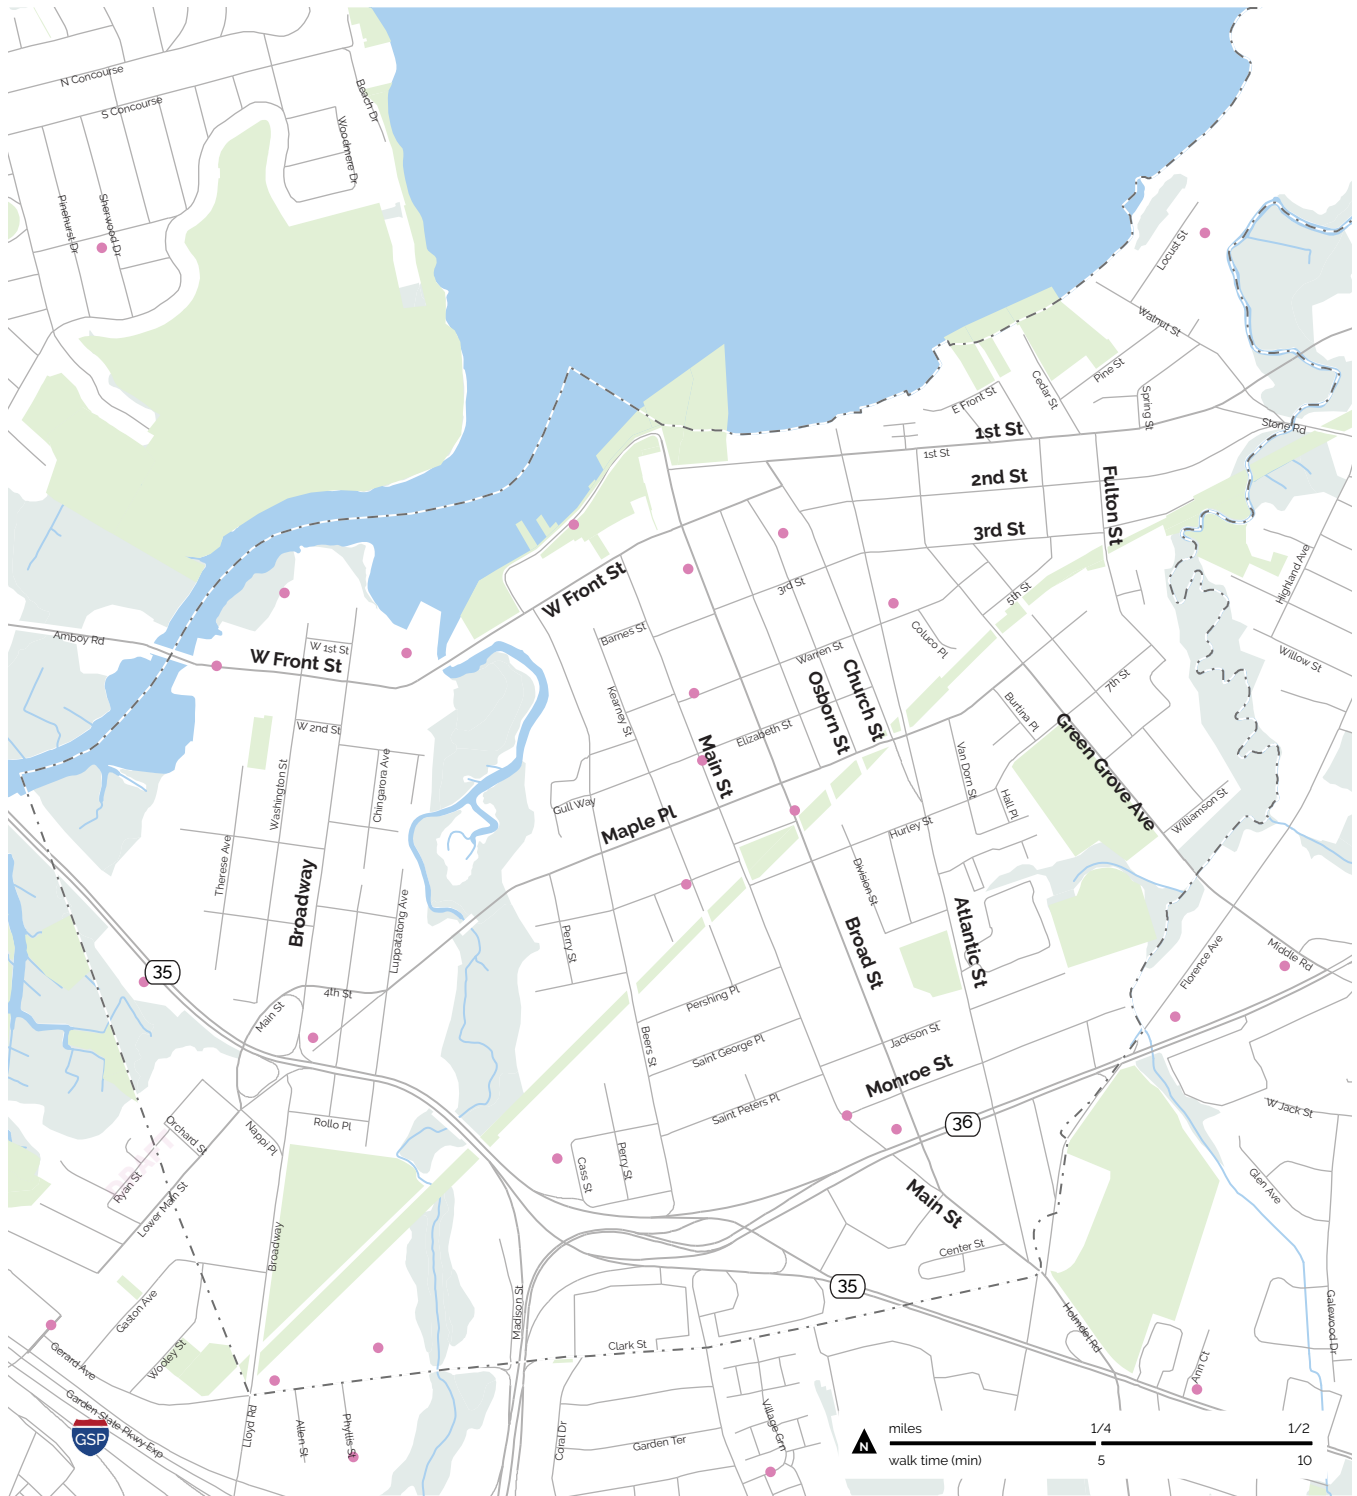 N Concourse
S Concourse
Beach Dr
Woodmere Dr
Pinehurst Dr
Sherwood Dr
Locust St
Walnut St
Pine St
Cedar St
Spring St
E Front St
1st St
1st St
Stone Rd
2nd St
Fulton St
3rd St
Highland Ave
W Front St
3rd St
5th St
Amboy Rd
W 1st St
W Front St
Barnes St
Coluco Pl
Warren St
Willow St
Church St
Osborn St
7th St
Kearney St
Burtina Pl
Green Grove Ave
W 2nd St
Elizabeth St
Main St
Van Dorn St
Washington St
Chingarora Ave
Gull Way
Maple Pl
Hall Pl
Williamson St
Hurley St
Therese Ave
Division St
Broadway
Luppatatong Ave
Perry St
Broad St
Atlantic St
Florence Ave
Middle Rd
35
4th St
Main St
Pershing Pl
Beers St
Saint George Pl
Jackson St
Monroe St
Saint Peters Pl
W Jack St
36
Rollo Pl
Nappi Pl
Orchard St
DRAFT
Ryan St
Lower Main St
Cass St
Perry St
Glen Ave
Main St
Broadway
Center St
35
Madison St
Galewood Dr
Gaston Ave
Holmdel Rd
Clark St
Wooley St
Gerard Ave
Ann Ct
Garden State Pkwy Exp
GSP
Lloyd Rd
Allen St
Phyllis St
Coral Dr
Garden Ter
Village Grn
N
miles 1/4 1/2
walk time (min) 5 10